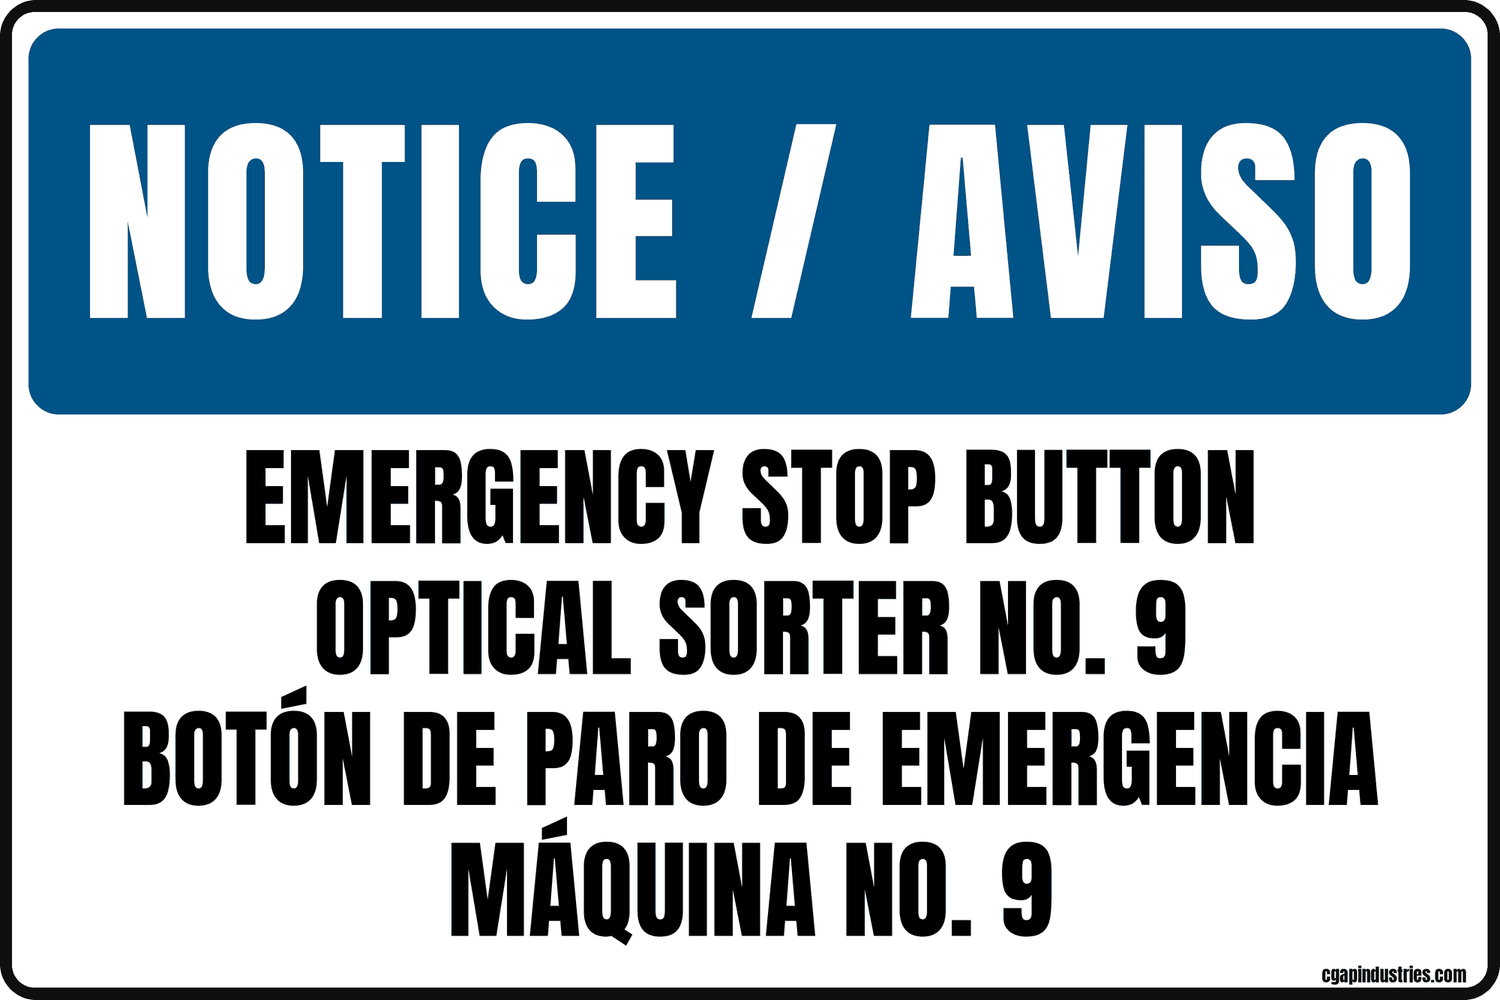 NOTICE / AVISO
EMERGENCY STOP BUTTON
OPTICAL SORTER NO. 9
BOTÓN DE PARO DE EMERGENCIA
MÁQUINA NO. 9
cgapindustries.com